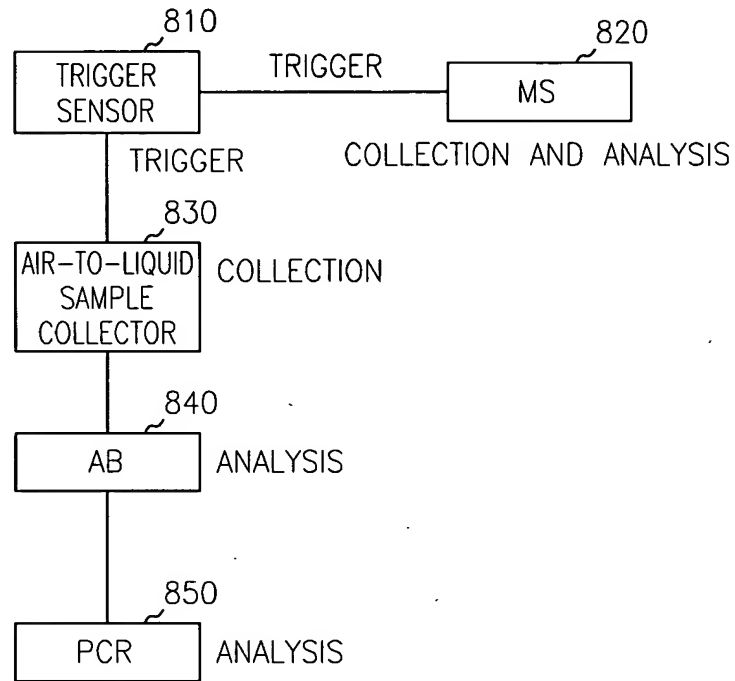 810
TRIGGER
SENSOR
TRIGGER
820
MS
COLLECTION AND ANALYSIS
TRIGGER
830
AIR-TO-LIQUID
SAMPLE
COLLECTOR
COLLECTION
840
AB
ANALYSIS
850
PCR
ANALYSIS